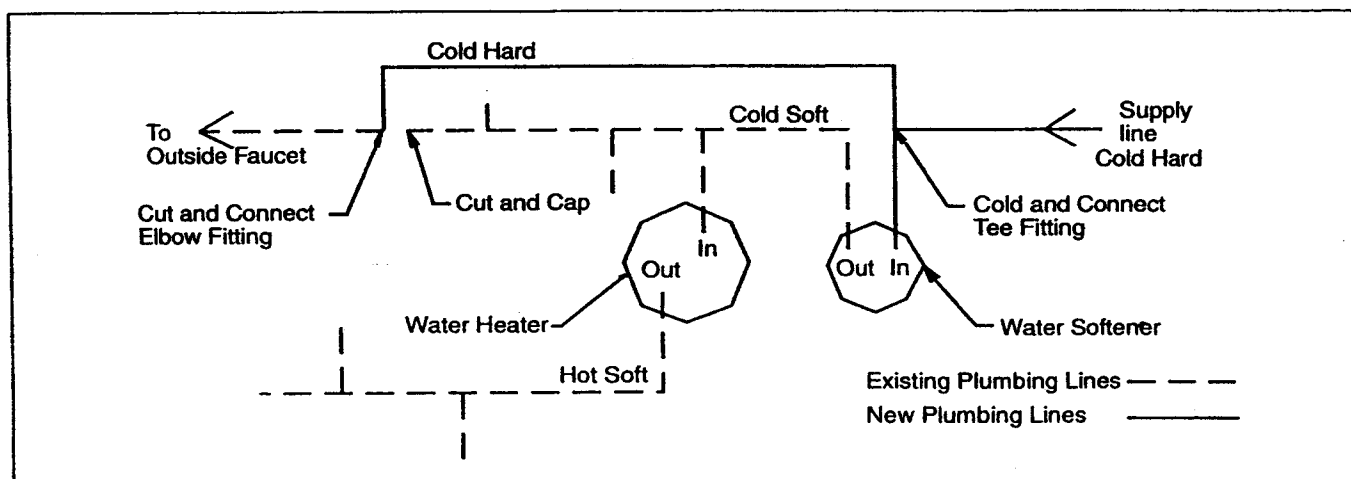 Cold Hard
To
Outside Faucet
Cold Soft
Supply
line
Cold Hard
Cut and Connect
Elbow Fitting
Cut and Cap
Cold and Connect
Tee Fitting
In
Out
Out In
Water Heater
Water Softener
Hot Soft
Existing Plumbing Lines
New Plumbing Lines